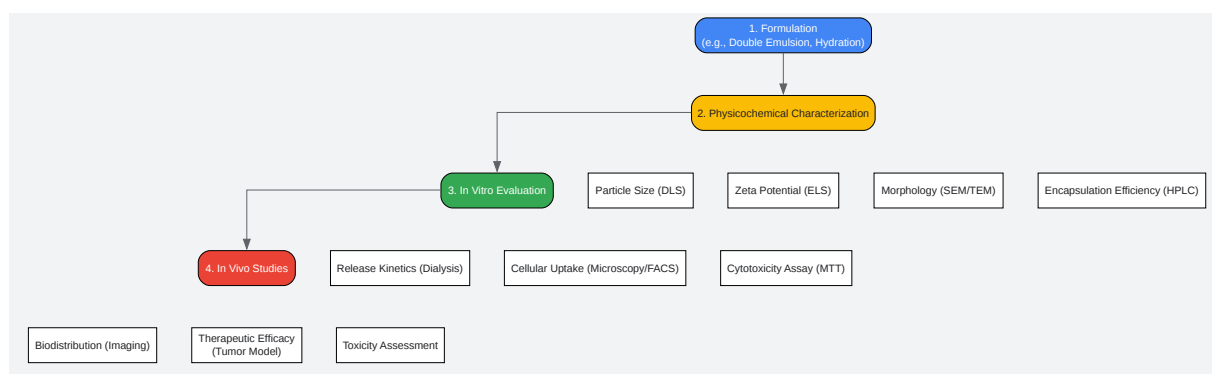 1. Formulation
(e.g., Double Emulsion, Hydration)
2. Physicochemical Characterization
3. In Vitro Evaluation
Particle Size (DLS)
Zeta Potential (ELS)
Morphology (SEM/TEM)
Encapsulation Efficiency (HPLC)
4. In Vivo Studies
Release Kinetics (Dialysis)
Cellular Uptake (Microscopy/FACS)
Cytotoxicity Assay (MTT)
Biodistribution (Imaging)
Therapeutic Efficacy
(Tumor Model)
Toxicity Assessment